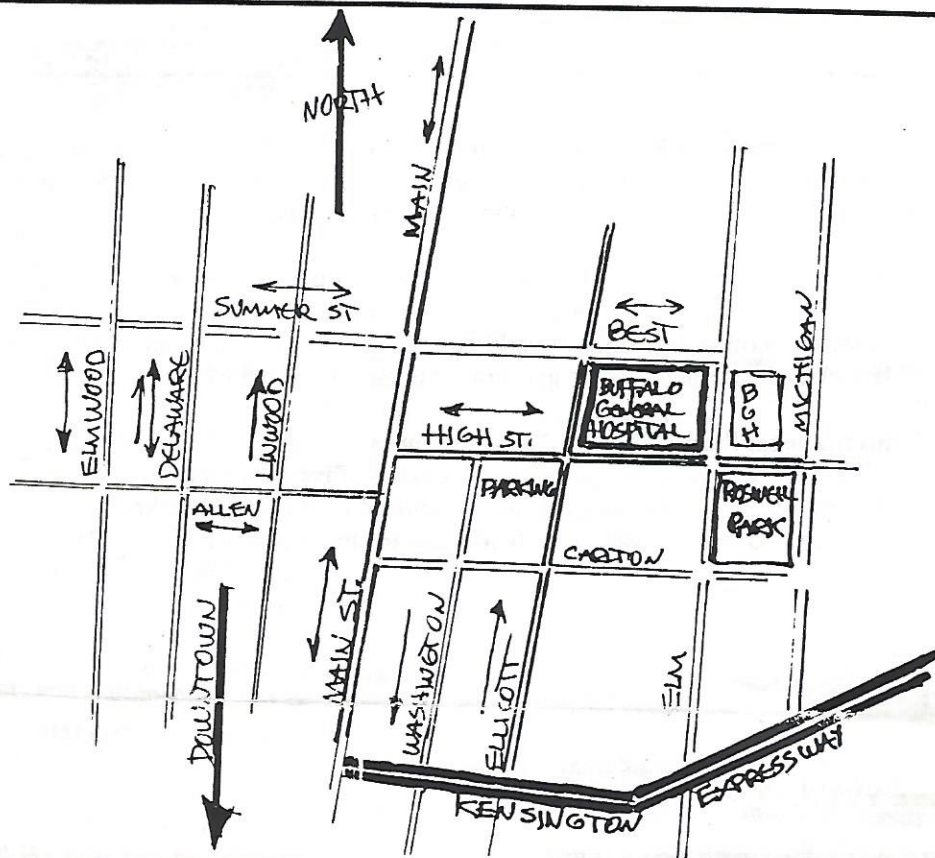 NORTH
MAIN
SUMMER ST
BEST
MICHIGAN
ELMWOOD
DELAWARE
LINWOOD
BUFFALO
GENERAL
HOSPITAL
BGH
HIGH ST.
PARKING
ROSWELL
PARK
ALLEN
CARLTON
DOWNTOWN
MAIN ST.
WASHINGTON
ELLICOTT
ELM
KENSINGTON
EXPRESSWAY